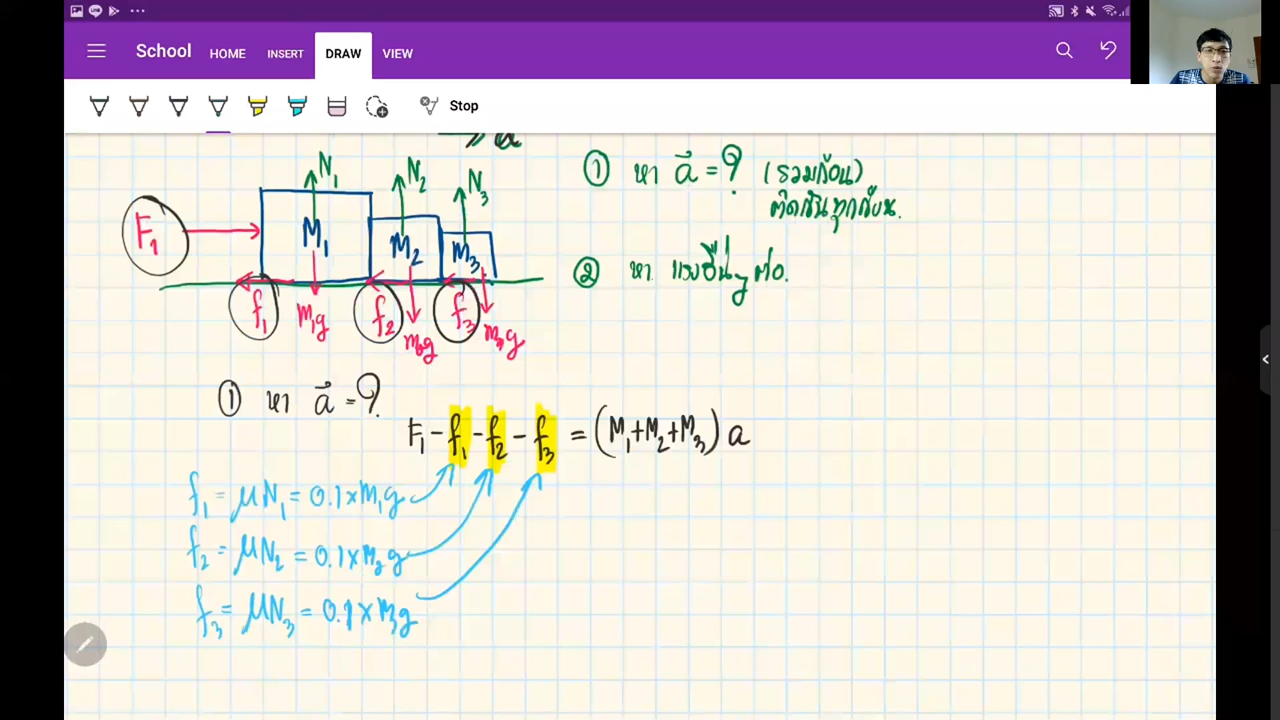 School HOME INSERT DRAW VIEW
Stop
a
N₁ N₂ N₃
F₁ M₁ M₂ M₃
f₁ m₁g f₂ m₂g f₃ m₃g
① หา a⃗ = ? (รวมก้อน)
ติดกันทุกก้อน.
② หา แรงอื่นๆ ต่อ.
① หา a⃗ = ?
F₁ - f₁ - f₂ - f₃ = (M₁+M₂+M₃) a
f₁ = μN₁ = 0.1×M₁g
f₂ = μN₂ = 0.1×M₂g
f₃ = μN₃ = 0.1×M₃g